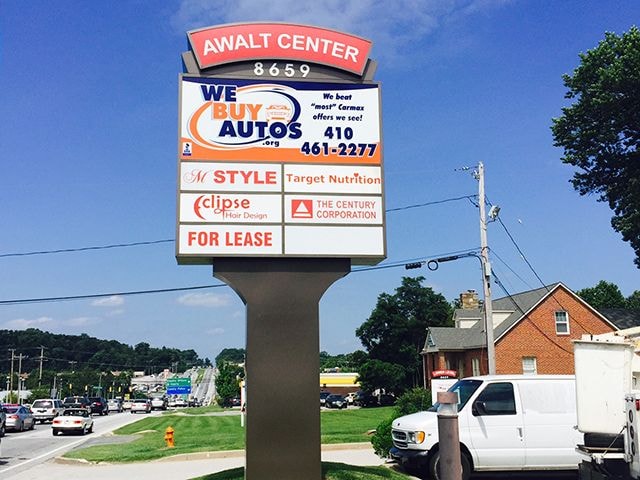 AWALT CENTER
8659
WE
BUY
AUTOS
.org
We beat
"most" Carmax
offers we see!
410
461-2277
M STYLE
Target Nutrition
Eclipse
Hair Design
THE CENTURY
CORPORATION
FOR LEASE